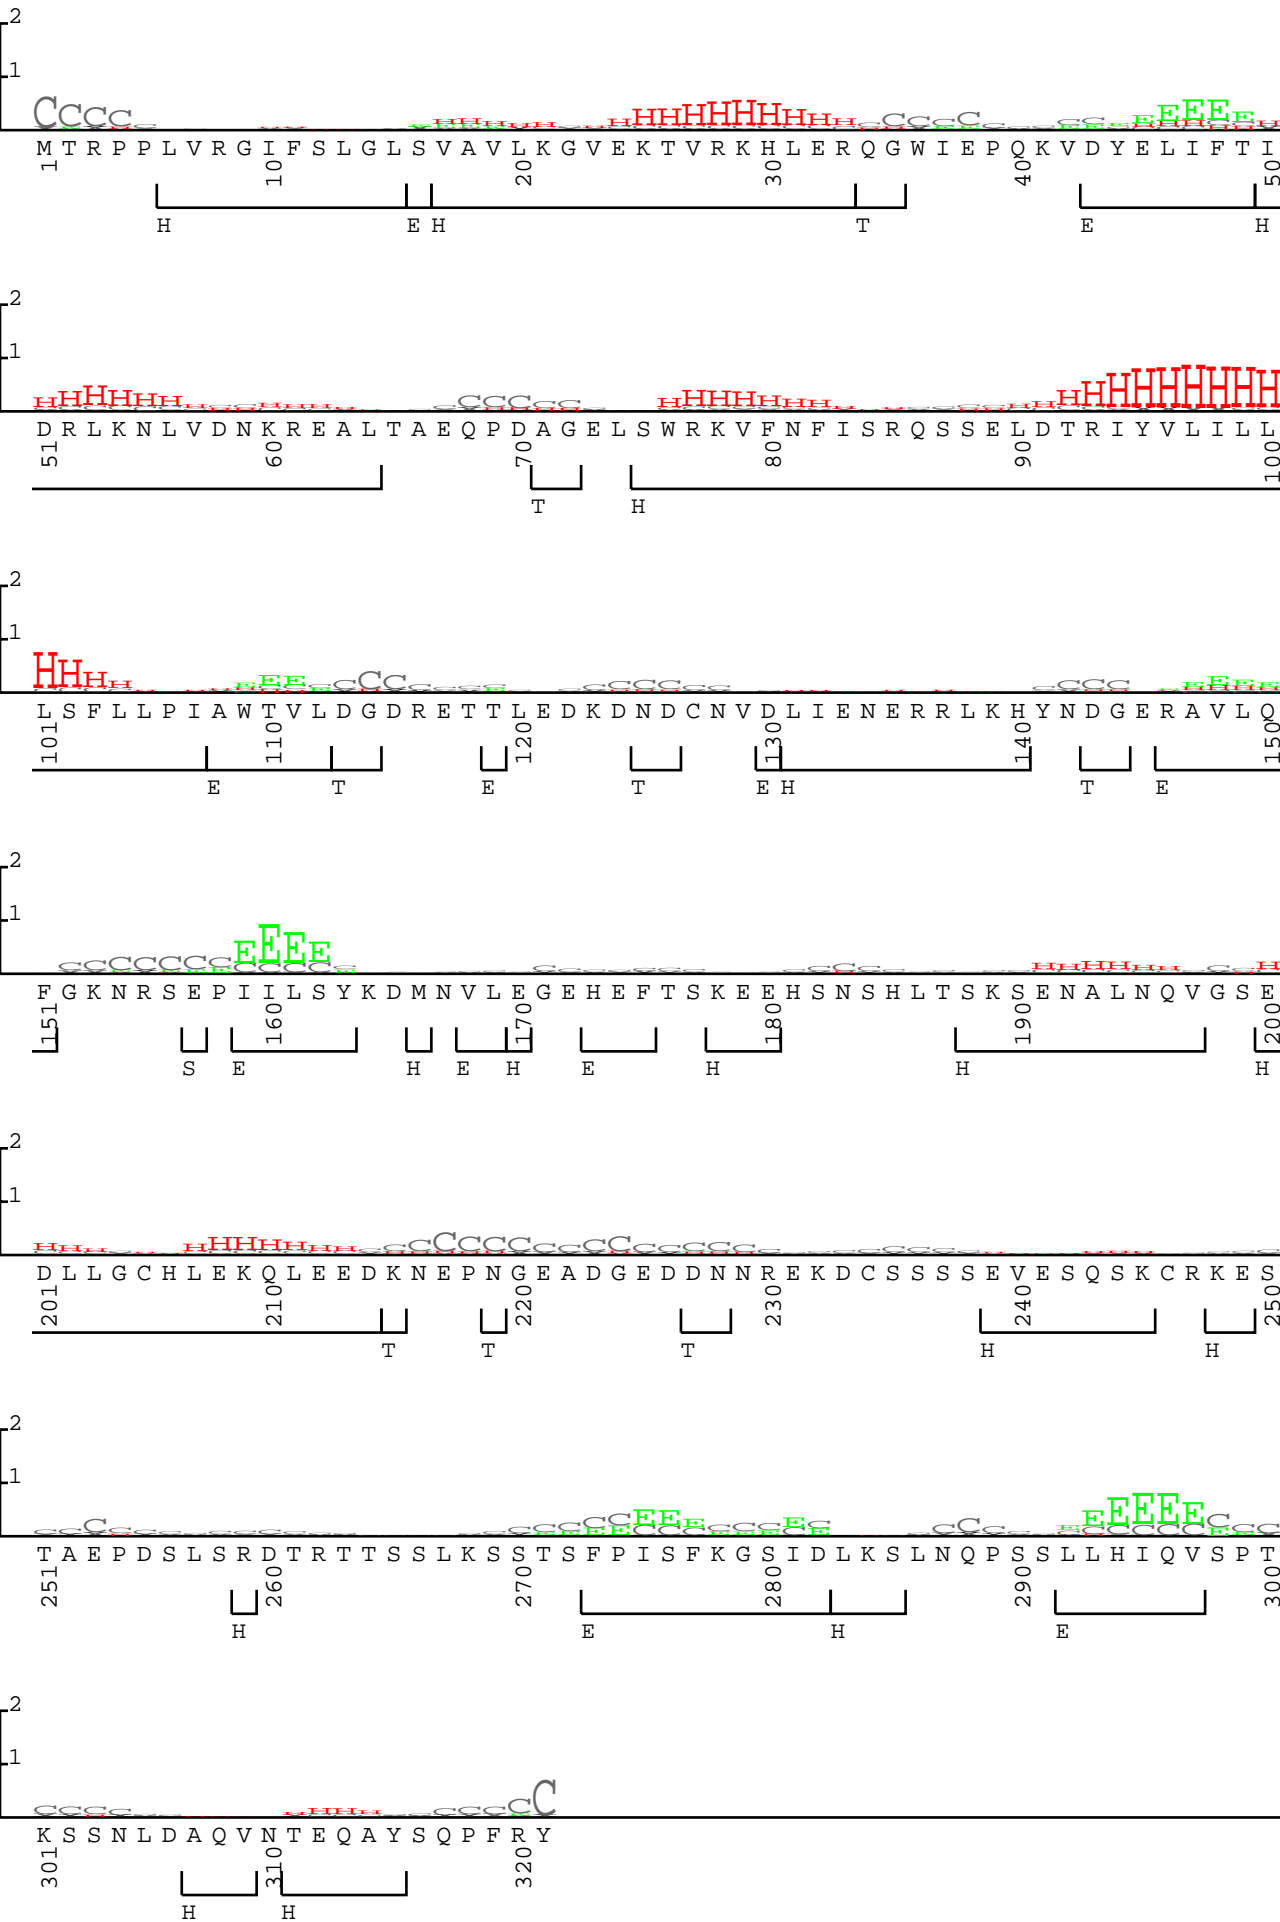 2
1
C C C C H H H H H H H H H C C C C E E E E
M T R P P L V R G I F S L G L S V A V L K G V E K T V R K H L E R Q G W I E P Q K V D Y E L I F T I
1 10 20 30 40 50
H E H T E H
2
1
H H H H H H C C C H H H H H H H H H H H H H H H
D R L K N L V D N K R E A L T A E Q P D A G E L S W R K V F N F I S R Q S S E L D T R I Y V L I L L
51 60 70 80 90 100
T H
2
1
H H H H E E C C C
L S F L L P I A W T V L D G D R E T T L E D K D N D C N V D L I E N E R R L K H Y N D G E R A V L Q
101 110 120 130 140 150
E T E T E H T E
2
1
C C C C C C C E E E E
F G K N R S E P I I L S Y K D M N V L E G E H E F T S K E E H S N S H L T S K S E N A L N Q V G S E
151 160 170 180 190 200
S E H E H E H H H
2
1
H H H H H C C C C C C C C C
D L L G C H L E K Q L E E D K N E P N G E A D G E D D N N R E K D C S S S S E V E S Q S K C R K E S
201 210 220 230 240 250
T T T H H
2
1
C C C E E E C E E E E E C
T A E P D S L S R D T R T T S S L K S S T S F P I S F K G S I D L K S L N Q P S S L L H I Q V S P T
251 260 270 280 290 300
H E H E
2
1
C C C C C C
K S S N L D A Q V N T E Q A Y S Q P F R Y
301 310 320
H H